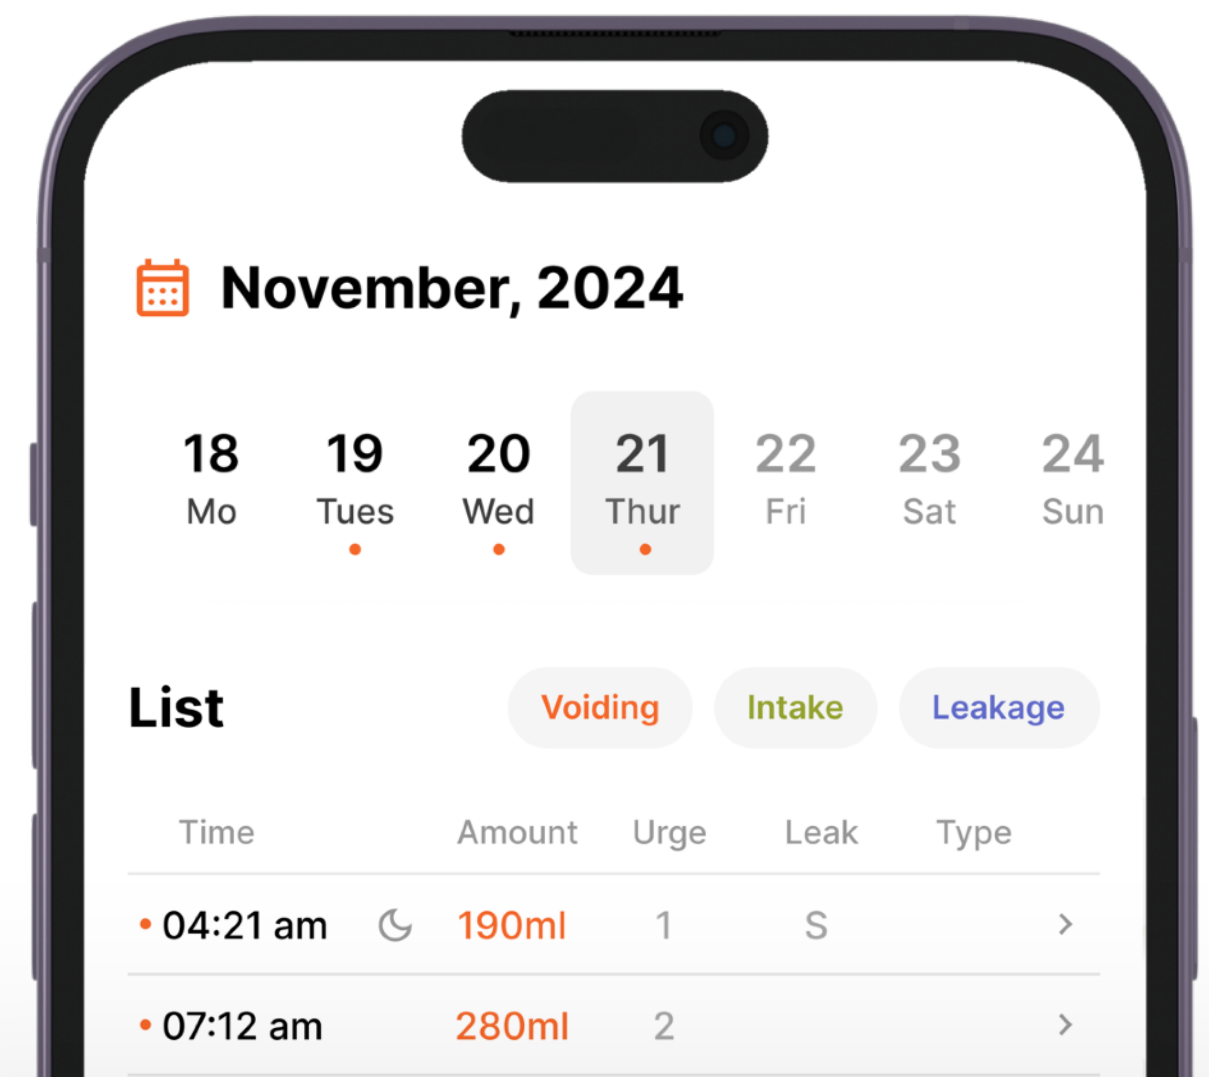 November, 2024
18 19 20 21 22 23 24
Mo Tues Wed Thur Fri Sat Sun
List Voiding Intake Leakage
Time Amount Urge Leak Type
04:21 am 190ml 1 S
07:12 am 280ml 2